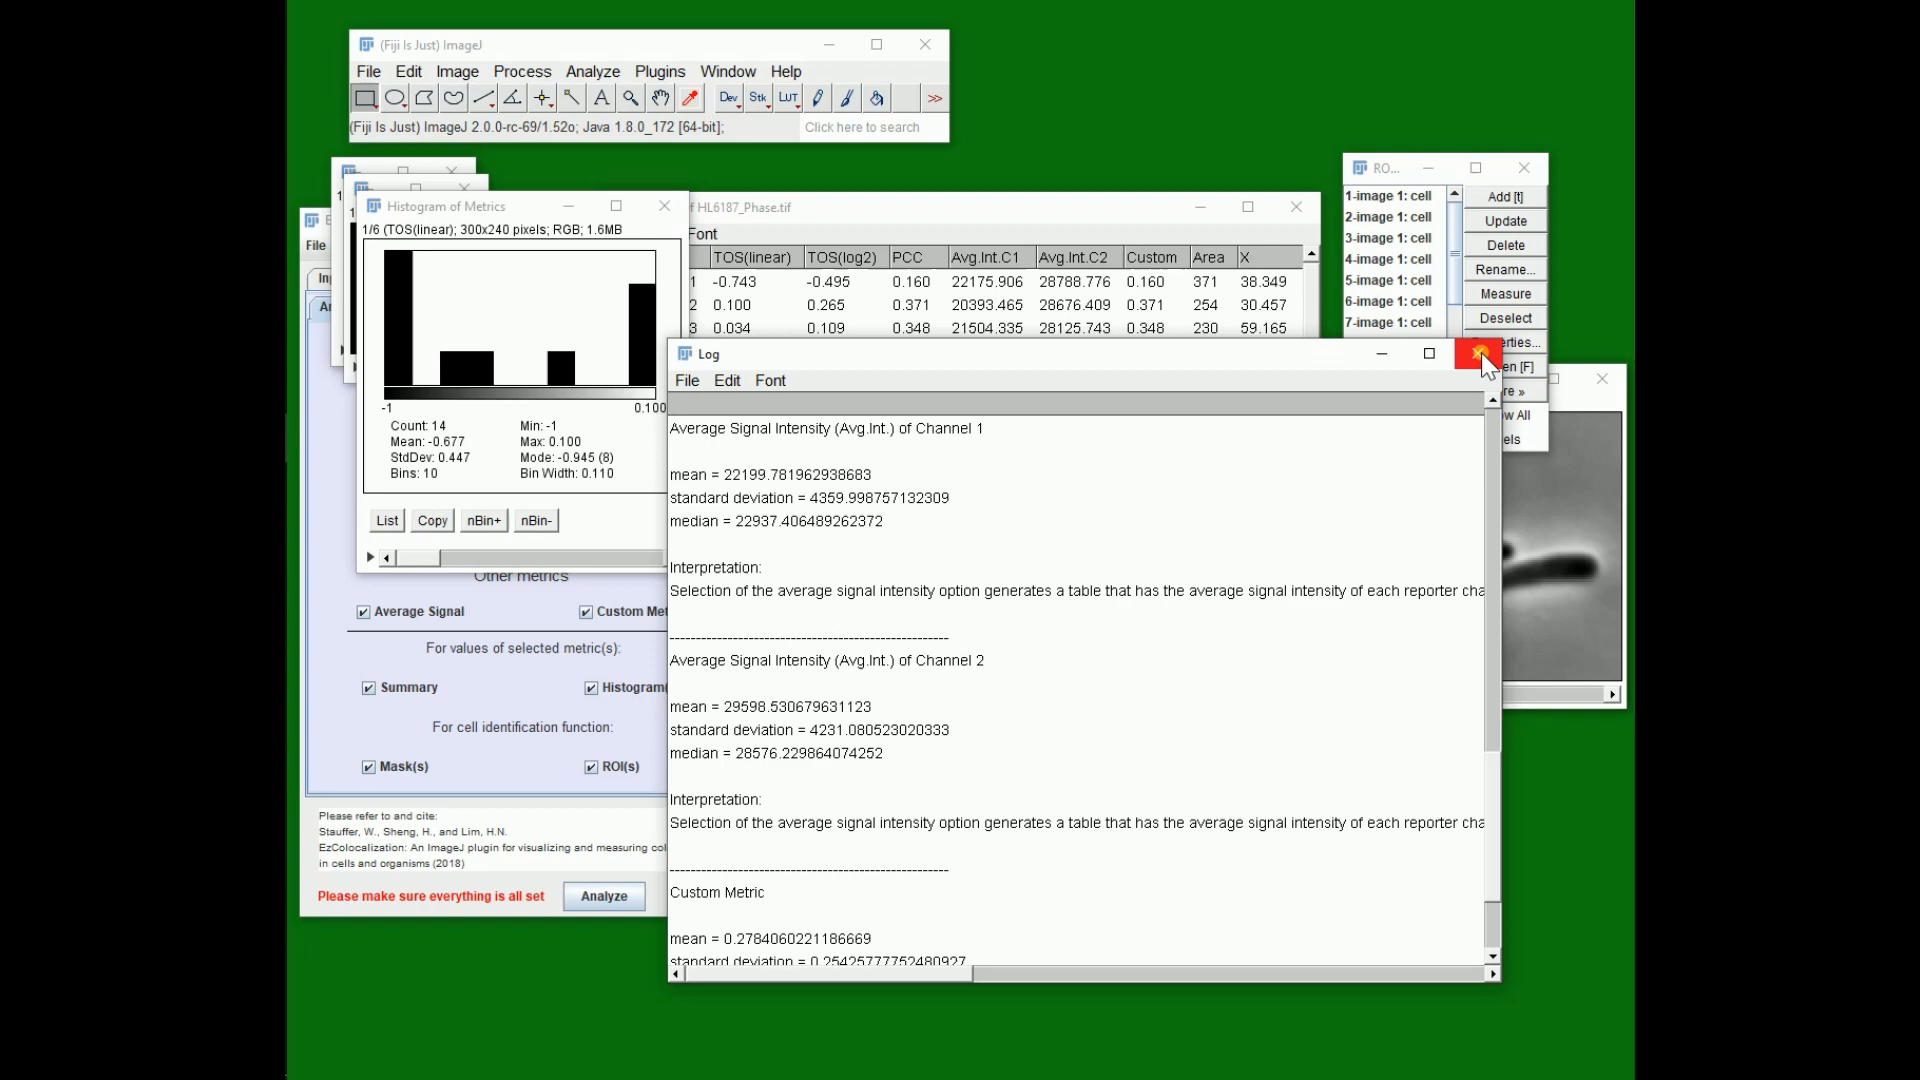 (Fiji Is Just) ImageJ
File Edit Image Process Analyze Plugins Window Help
Dev Stk LUT >>
(Fiji Is Just) ImageJ 2.0.0-rc-69/1.52o; Java 1.8.0_172 [64-bit]; Click here to search
Histogram of Metrics
1/6 (TOS(linear); 300x240 pixels; RGB; 1.6MB
-1 0.100
Count: 14 Min: -1
Mean: -0.677 Max: 0.100
StdDev: 0.447 Mode: -0.945 (8)
Bins: 10 Bin Width: 0.110
List Copy nBin+ nBin-
File
f HL6187_Phase.tif
Font
TOS(linear) TOS(log2) PCC Avg.Int.C1 Avg.Int.C2 Custom Area X
1 -0.743 -0.495 0.160 22175.906 28788.776 0.160 371 38.349
2 0.100 0.265 0.371 20393.465 28676.409 0.371 254 30.457
3 0.034 0.109 0.348 21504.335 28125.743 0.348 230 59.165
RO...
1-image 1: cell
2-image 1: cell
3-image 1: cell
4-image 1: cell
5-image 1: cell
6-image 1: cell
7-image 1: cell
Add [t]
Update
Delete
Rename...
Measure
Deselect
erties...
en [F]
re »
ow All
els
Log
File Edit Font
Average Signal Intensity (Avg.Int.) of Channel 1
mean = 22199.781962938683
standard deviation = 4359.998757132309
median = 22937.406489262372
Interpretation:
Selection of the average signal intensity option generates a table that has the average signal intensity of each reporter cha
----------------------------------------------------
Average Signal Intensity (Avg.Int.) of Channel 2
mean = 29598.530679631123
standard deviation = 4231.080523020333
median = 28576.229864074252
Interpretation:
Selection of the average signal intensity option generates a table that has the average signal intensity of each reporter cha
----------------------------------------------------
Custom Metric
mean = 0.2784060221186669
standard deviation = 0.25425777752480927
Other metrics
Average Signal Custom Met
For values of selected metric(s):
Summary Histogram(
For cell identification function:
Mask(s) ROI(s)
Please refer to and cite:
Stauffer, W., Sheng, H., and Lim, H.N.
EzColocalization: An ImageJ plugin for visualizing and measuring col
in cells and organisms (2018)
Please make sure everything is all set Analyze